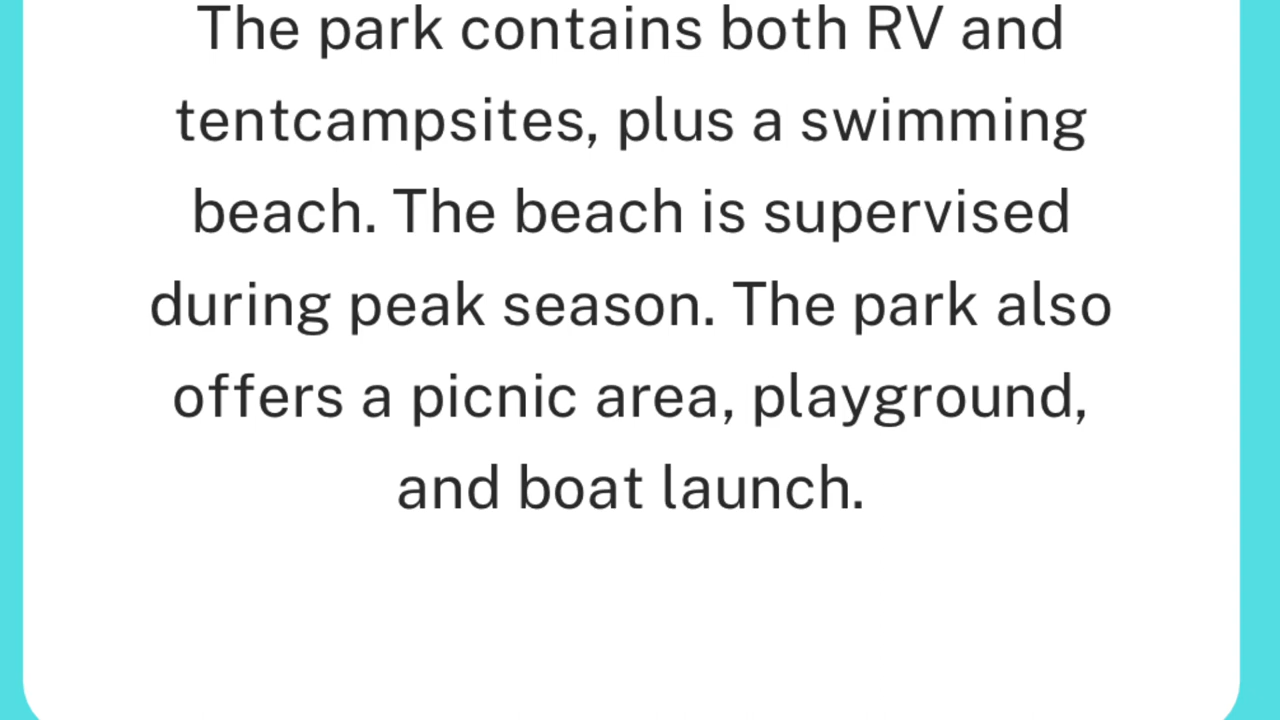 The park contains both RV and
tentcampsites, plus a swimming
beach. The beach is supervised
during peak season. The park also
offers a picnic area, playground,
and boat launch.